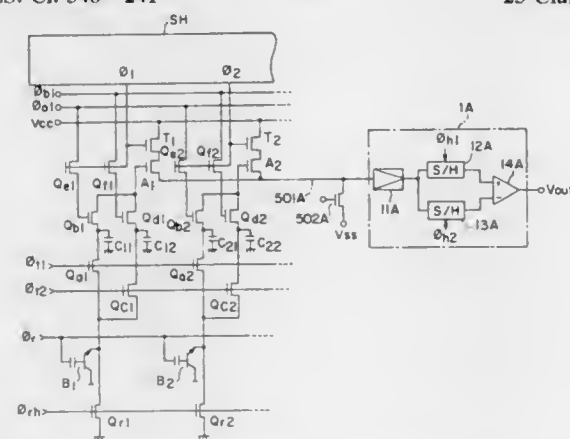 SH
Ø1 Ø2
Øb1
Øa1
Vcc
T1 T2
Qe1 Qf1 A1 Qe2 Qf2 A2
Qb1 Qd1 Qb2 Qd2
C11 C12 C21 C22
Øt1
Qa1 Qa2
Øt2
QC1 QC2
Ør
B1 B2
Ørh
Qr1 Qr2
501A
502A
Vss
1A
Øh1
12A
S/H
14A
11A
Vout
S/H
13A
Øh2